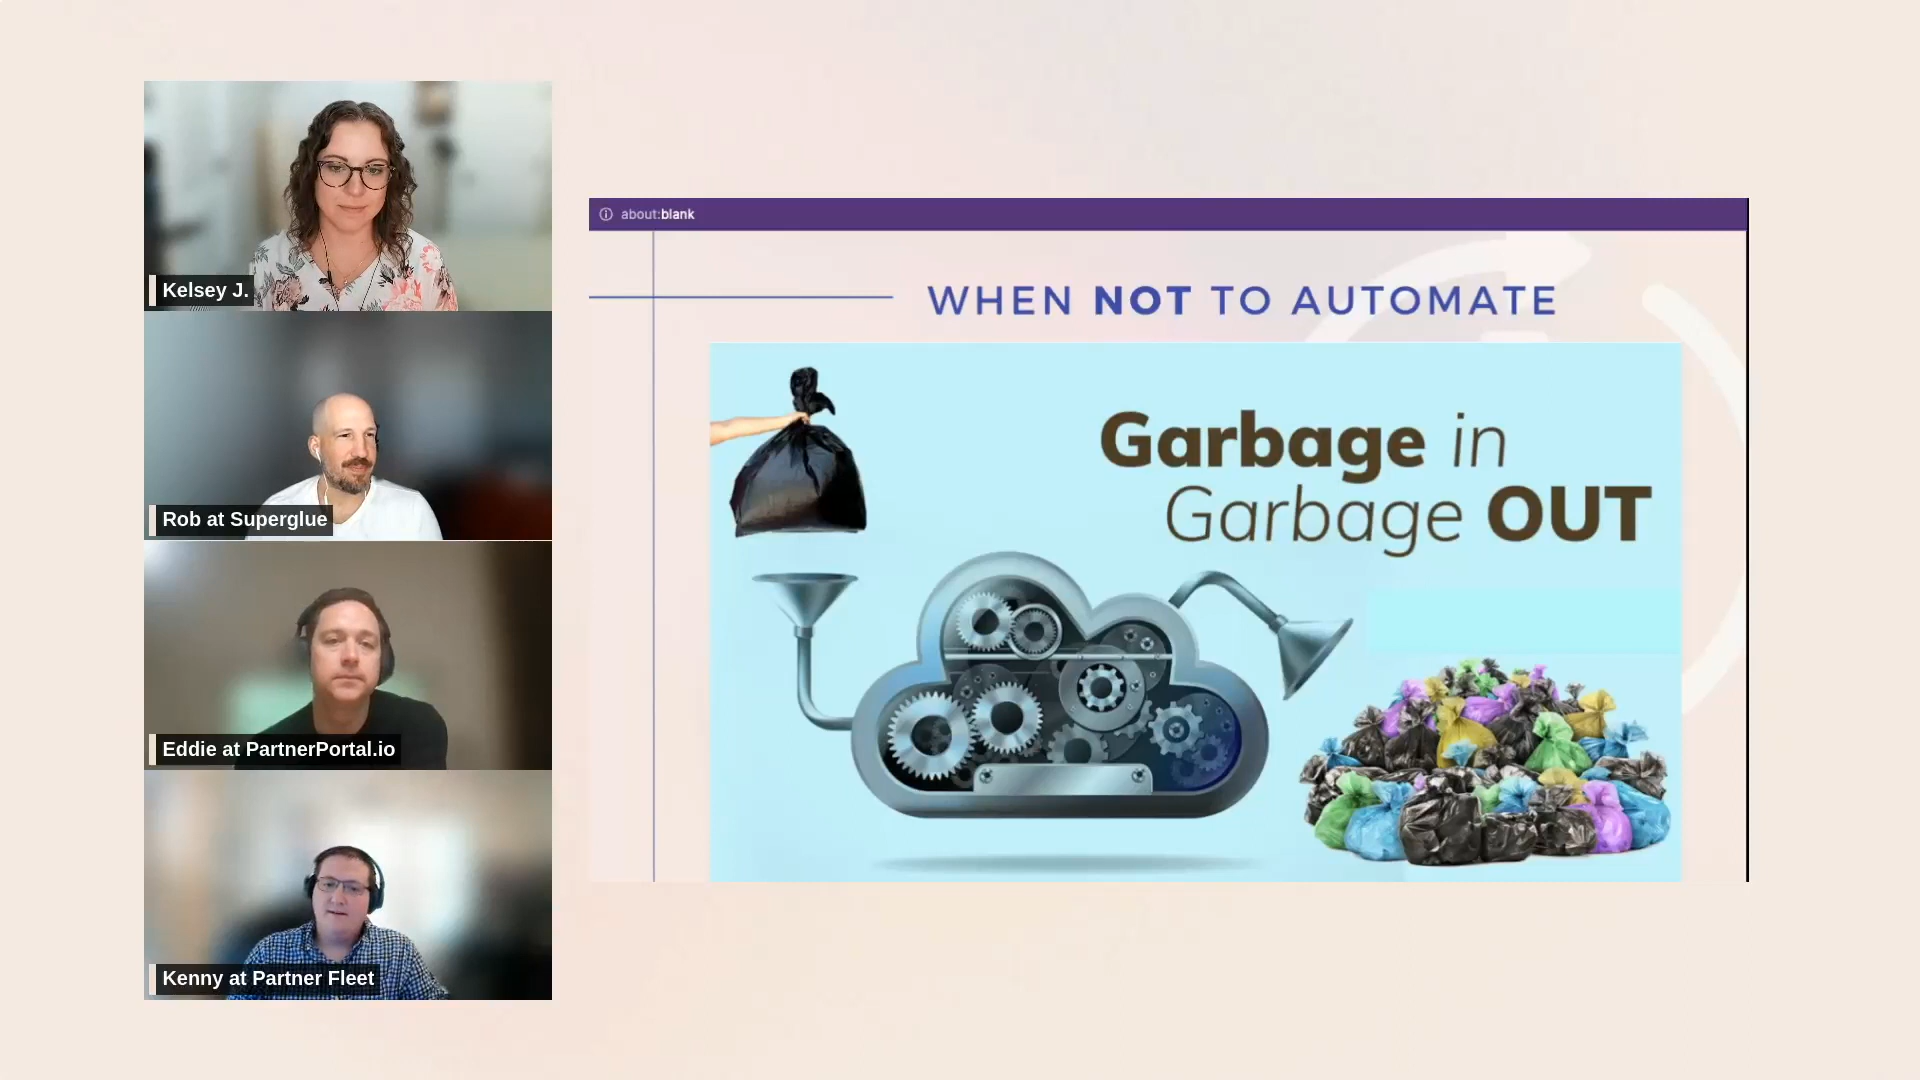 Kelsey J.
Rob at Superglue
Eddie at PartnerPortal.io
Kenny at Partner Fleet
about:blank
WHEN NOT TO AUTOMATE
Garbage in
Garbage OUT